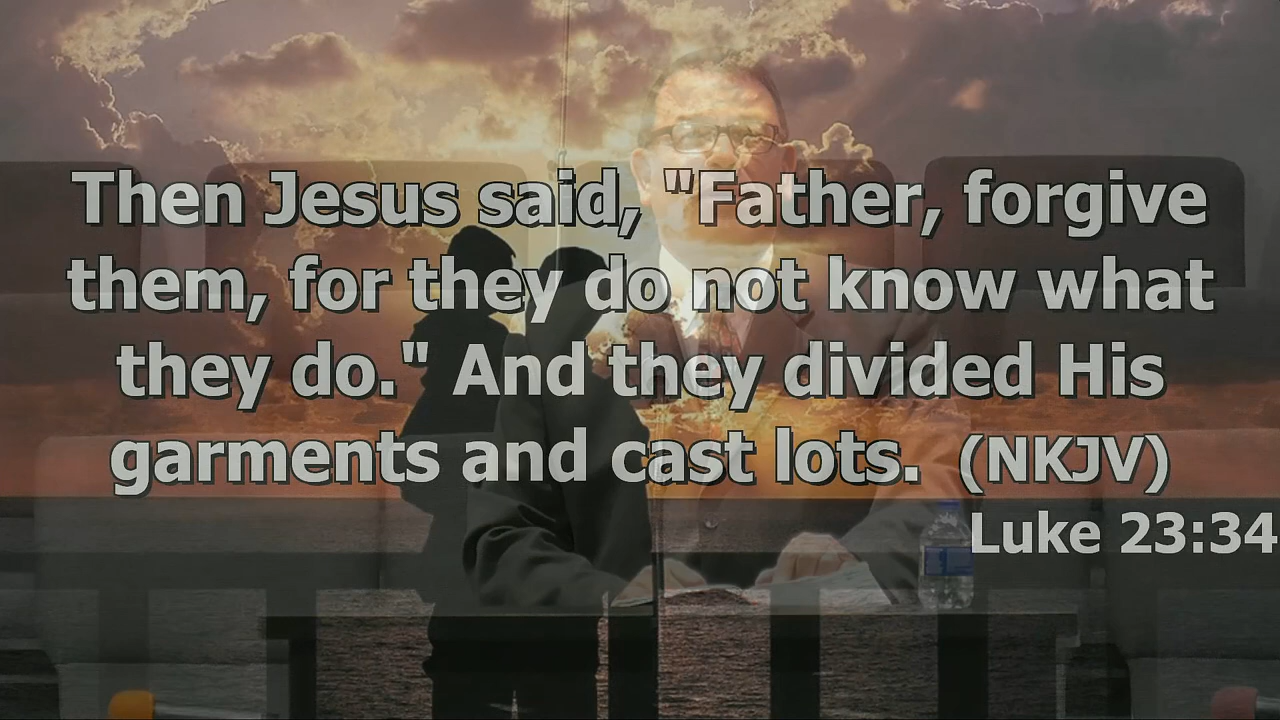 Then Jesus said, "Father, forgive
them, for they do not know what
they do." And they divided His
garments and cast lots.  (NKJV)
Luke 23:34